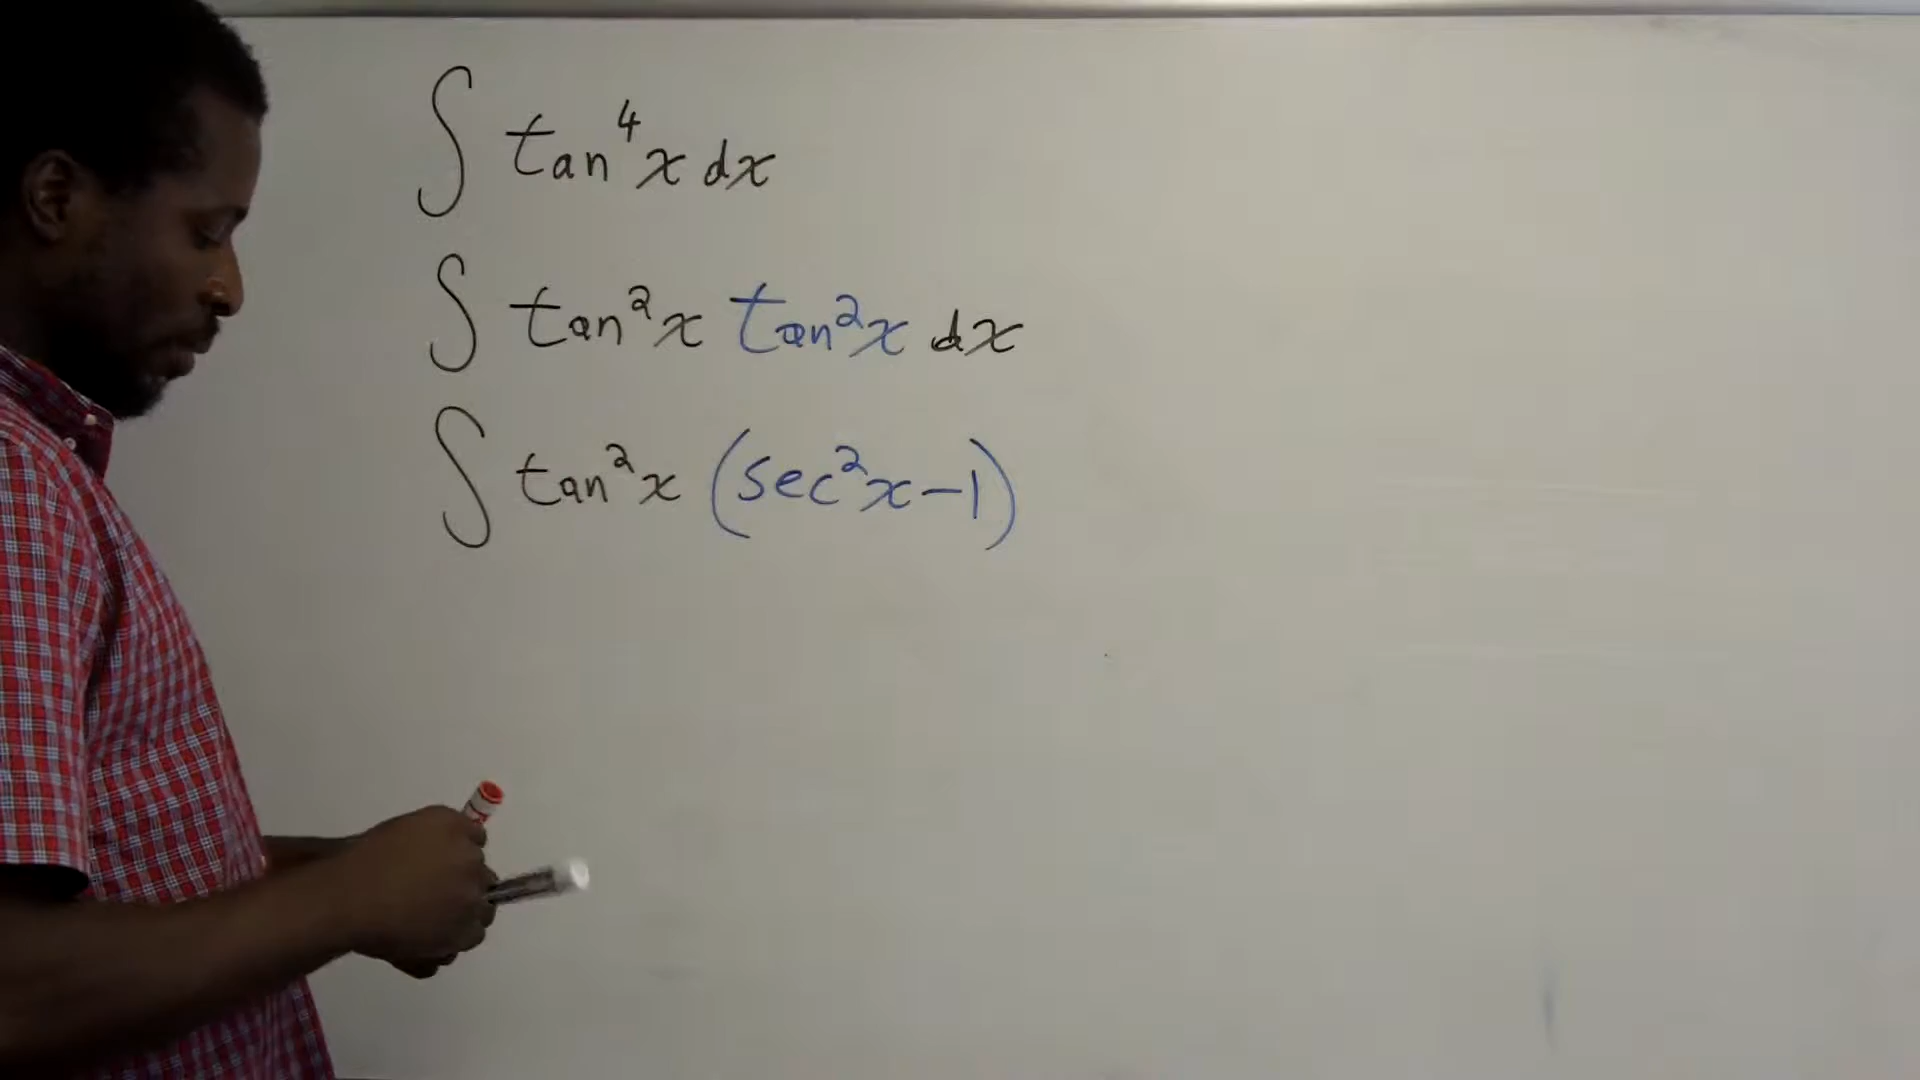 ∫ tan⁴x dx
∫ tan²x tan²x dx
∫ tan²x (sec²x-1)